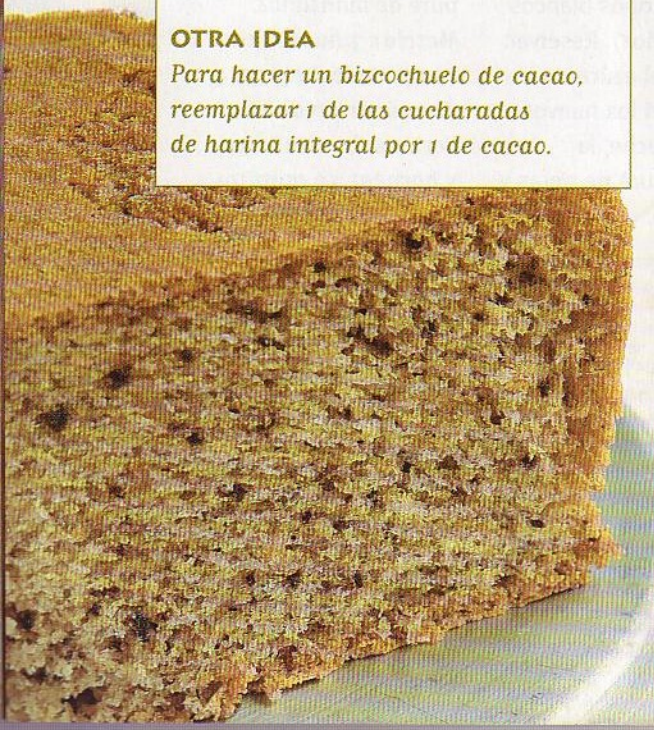 OTRA IDEA
Para hacer un bizcochuelo de cacao,
reemplazar 1 de las cucharadas
de harina integral por 1 de cacao.